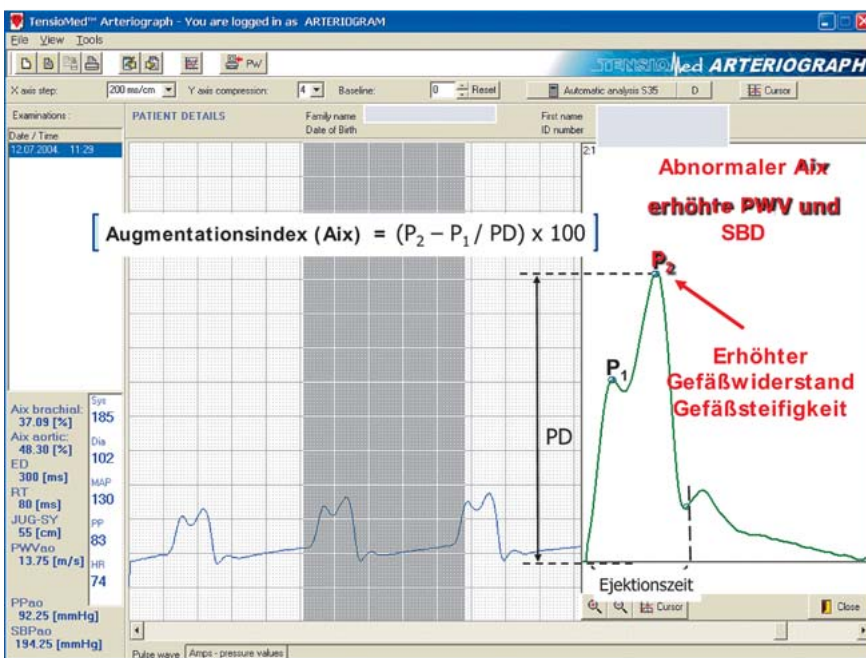 TensioMed™ Arteriograph - You are logged in as ARTERIOGRAM
File View Tools
PW
TENSIOMed ARTERIOGRAPH
X axis step: 200 ms/cm Y axis compression: 4 Baseline: 0 Reset Automatic analysis S35 D Cursor
Examinations :
Date / Time
12.07.2004. 11:29
PATIENT DETAILS
Family name
Date of Birth
First name
ID number
2:1
Abnormaler Aix
erhöhte PWV und
SBD
[ Augmentationsindex (Aix) = (P₂ – P₁ / PD) x 100 ]
P₂
P₁
Erhöhter
Gefäßwiderstand
Gefäßsteifigkeit
PD
Ejektionszeit
Aix brachial:
37.09 [%]
Aix aortic:
48.30 [%]
ED
300 [ms]
RT
80 [ms]
JUG-SY
55 [cm]
PWVao
13.75 [m/s]
PPao
92.25 [mmHg]
SBPao
194.25 [mmHg]
Sys
185
Dia
102
MAP
130
PP
83
HR
74
Cursor Close
Pulse wave Amps - pressure values